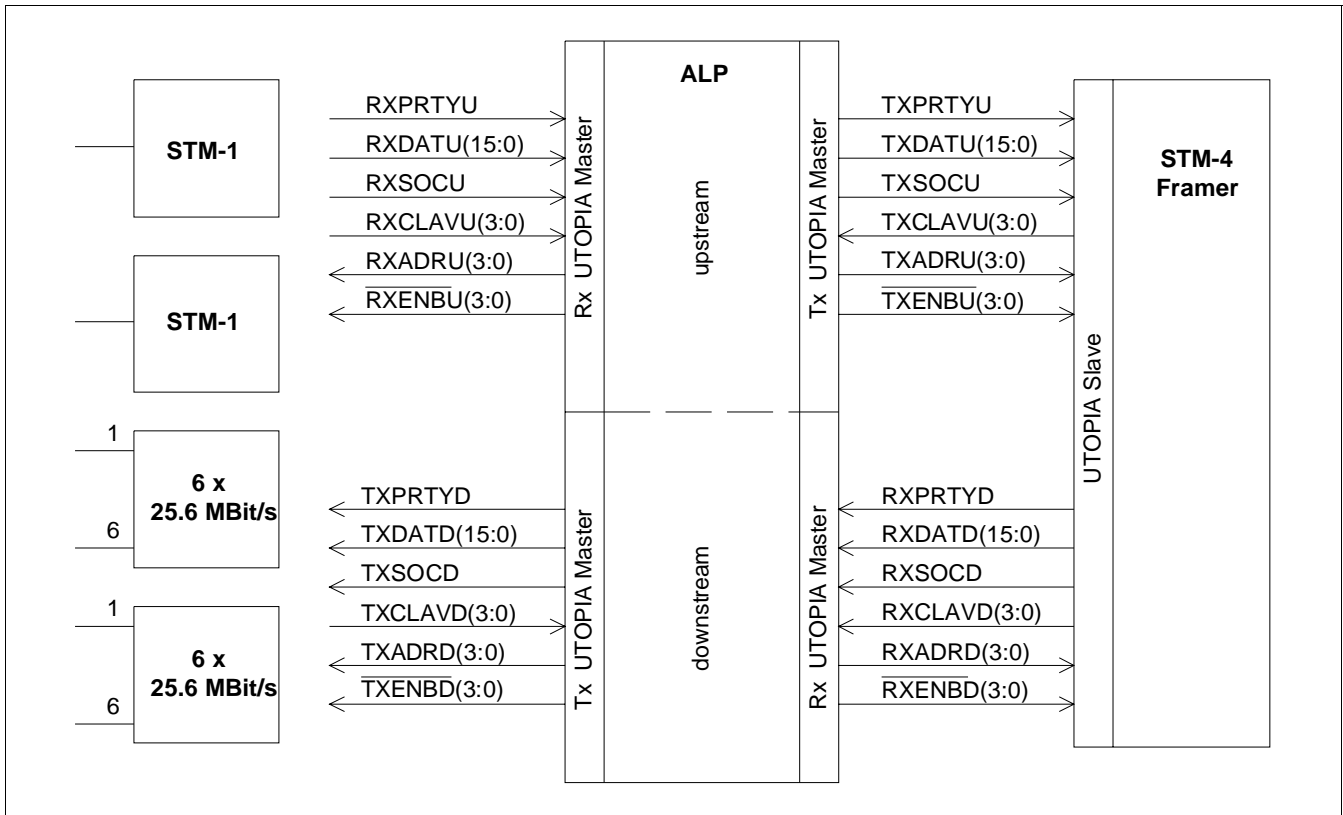 STM-1
STM-1
1
6 x
25.6 MBit/s
6
1
6 x
25.6 MBit/s
6
RXPRTYU
RXDATU(15:0)
RXSOCU
RXCLAVU(3:0)
RXADRU(3:0)
RXENBU(3:0)
TXPRTYD
TXDATD(15:0)
TXSOCD
TXCLAVD(3:0)
TXADRD(3:0)
TXENBD(3:0)
Rx UTOPIA Master
Tx UTOPIA Master
ALP
upstream
downstream
Tx UTOPIA Master
Rx UTOPIA Master
TXPRTYU
TXDATU(15:0)
TXSOCU
TXCLAVU(3:0)
TXADRU(3:0)
TXENBU(3:0)
RXPRTYD
RXDATD(15:0)
RXSOCD
RXCLAVD(3:0)
RXADRD(3:0)
RXENBD(3:0)
UTOPIA Slave
STM-4
Framer